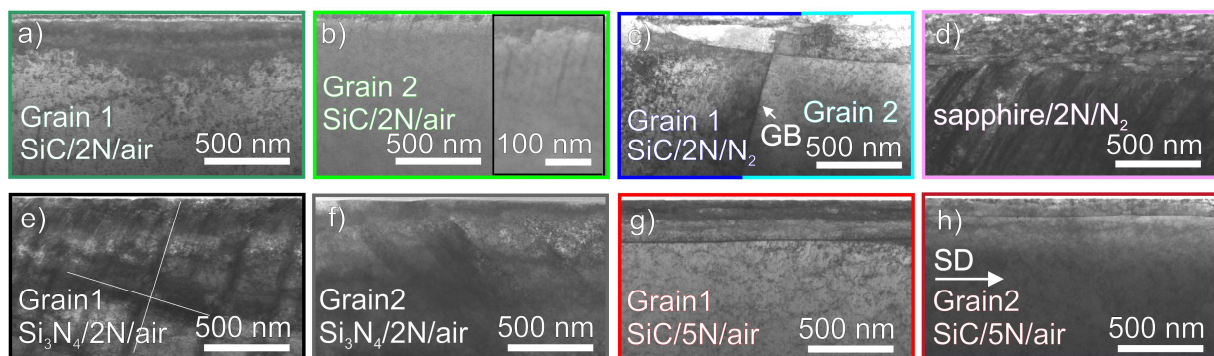 a)
Grain 1
SiC/2N/air
500 nm
b)
Grain 2
SiC/2N/air
500 nm
100 nm
c)
Grain 1
SiC/2N/N₂
GB
Grain 2
500 nm
d)
sapphire/2N/N₂
500 nm
e)
Grain1
Si₃N₄/2N/air
500 nm
f)
Grain2
Si₃N₄/2N/air
500 nm
g)
Grain1
SiC/5N/air
500 nm
h)
SD
Grain2
SiC/5N/air
500 nm